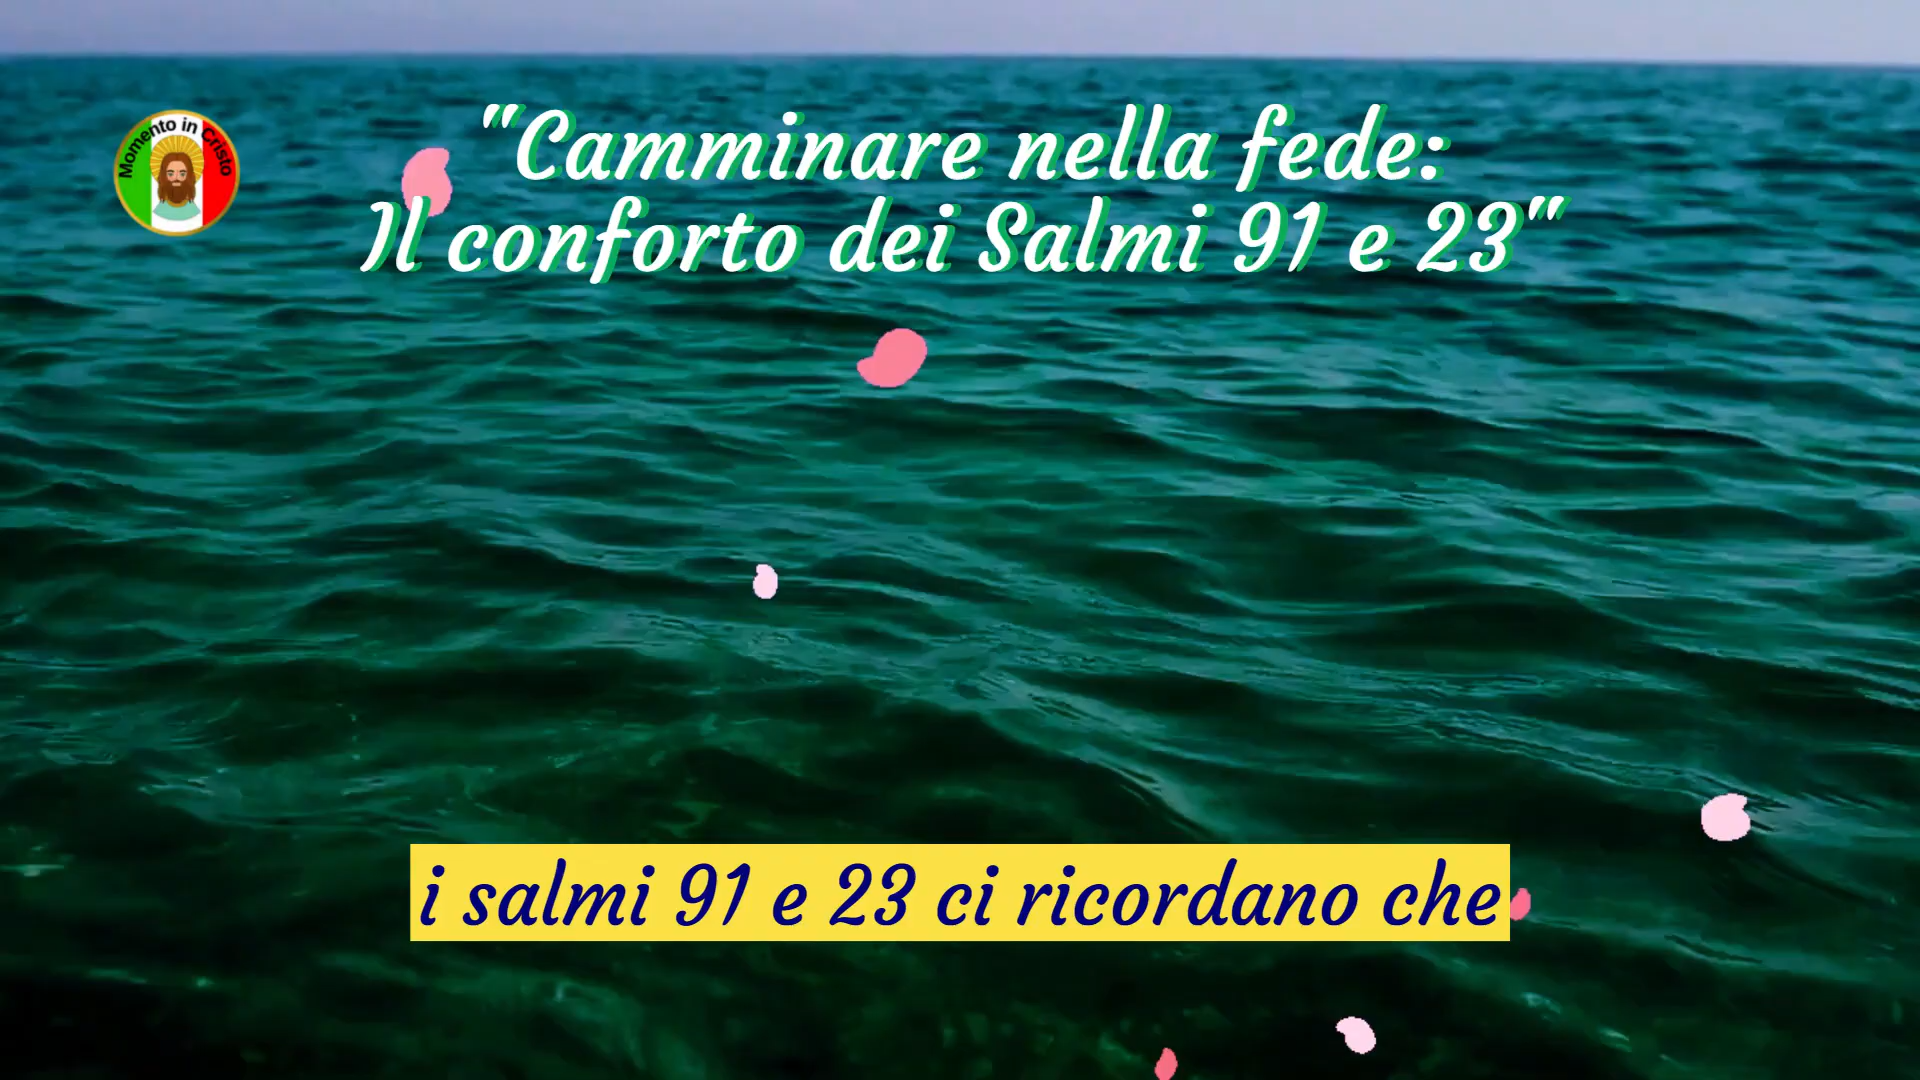 Momento in Cristo
"Camminare nella fede:
Il conforto dei Salmi 91 e 23"
i salmi 91 e 23 ci ricordano che